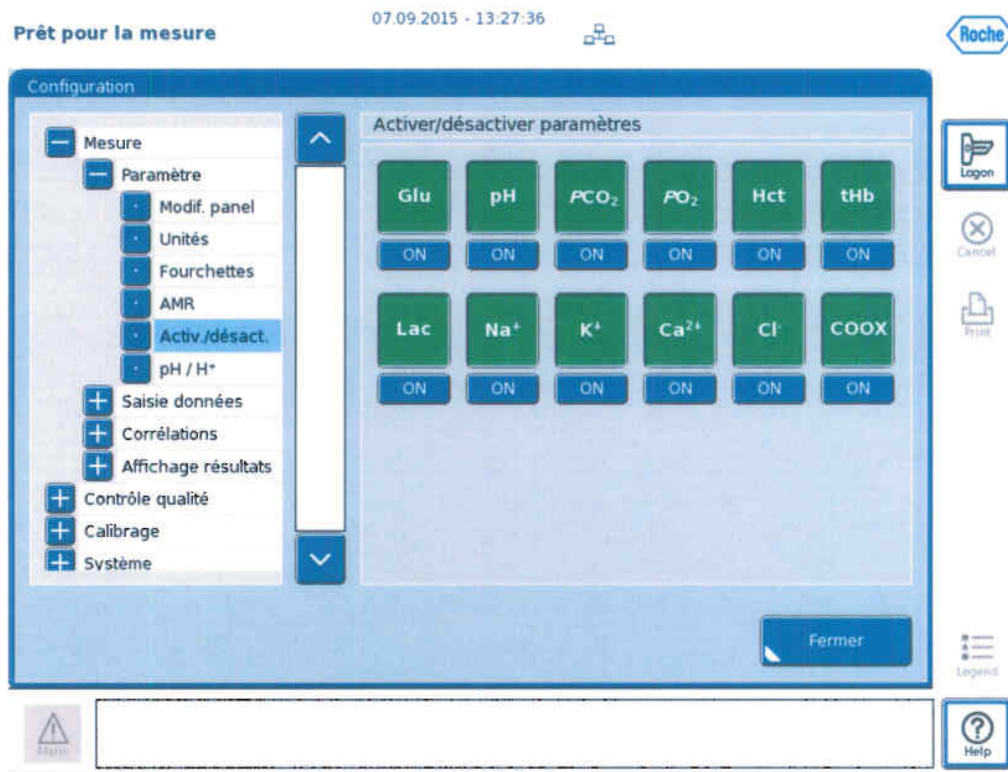 Prêt pour la mesure
07.09.2015 - 13:27:36
Roche
Configuration
Mesure
Paramètre
Modif. panel
Unités
Fourchettes
AMR
Activ./désact.
pH / H+
Saisie données
Corrélations
Affichage résultats
Contrôle qualité
Calibrage
Système
Activer/désactiver paramètres
Glu pH PCO₂ PO₂ Hct tHb
ON ON ON ON ON ON
Lac Na⁺ K⁺ Ca²⁺ Cl⁻ COOX
ON ON ON ON ON ON
Fermer
Logon
Cancel
Print
Legend
Alarm
Help